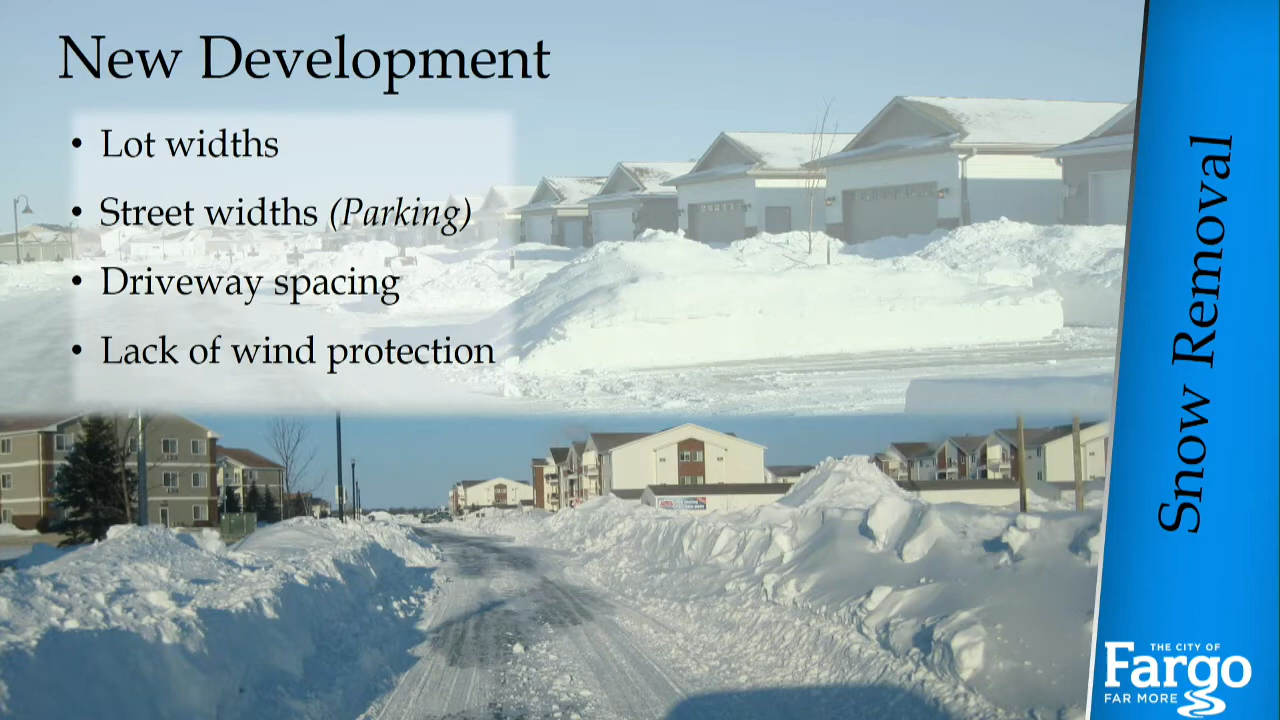 New Development
• Lot widths
• Street widths (Parking)
• Driveway spacing
• Lack of wind protection
Snow Removal
THE CITY OF
Fargo
FAR MORE